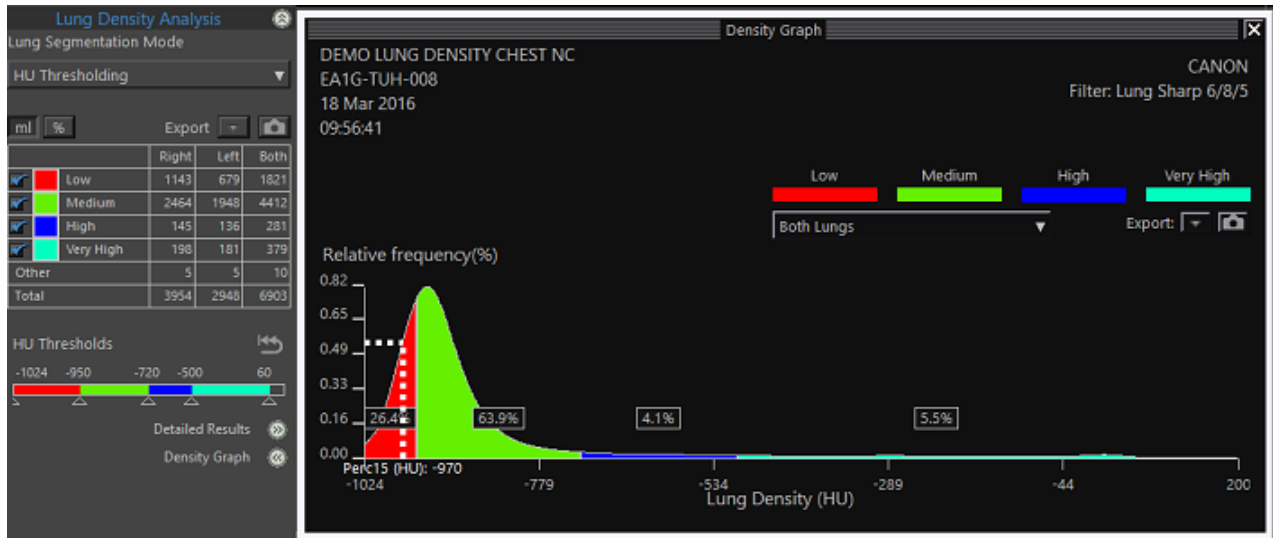 Lung Density Analysis
Lung Segmentation Mode
HU Thresholding
ml % Export
Right Left Both
Low 1143 679 1821
Medium 2464 1948 4412
High 145 136 281
Very High 198 181 379
Other 5 5 10
Total 3954 2948 6903
HU Thresholds
-1024 -950 -720 -500 60
Detailed Results
Density Graph
Density Graph
DEMO LUNG DENSITY CHEST NC
EA1G-TUH-008
18 Mar 2016
09:56:41
CANON
Filter: Lung Sharp 6/8/5
Low Medium High Very High
Both Lungs
Export:
Relative frequency(%)
0.82
0.65
0.49
0.33
0.16
0.00
26.4% 63.9% 4.1% 5.5%
Perc15 (HU): -970
-1024 -779 -534 -289 -44 200
Lung Density (HU)